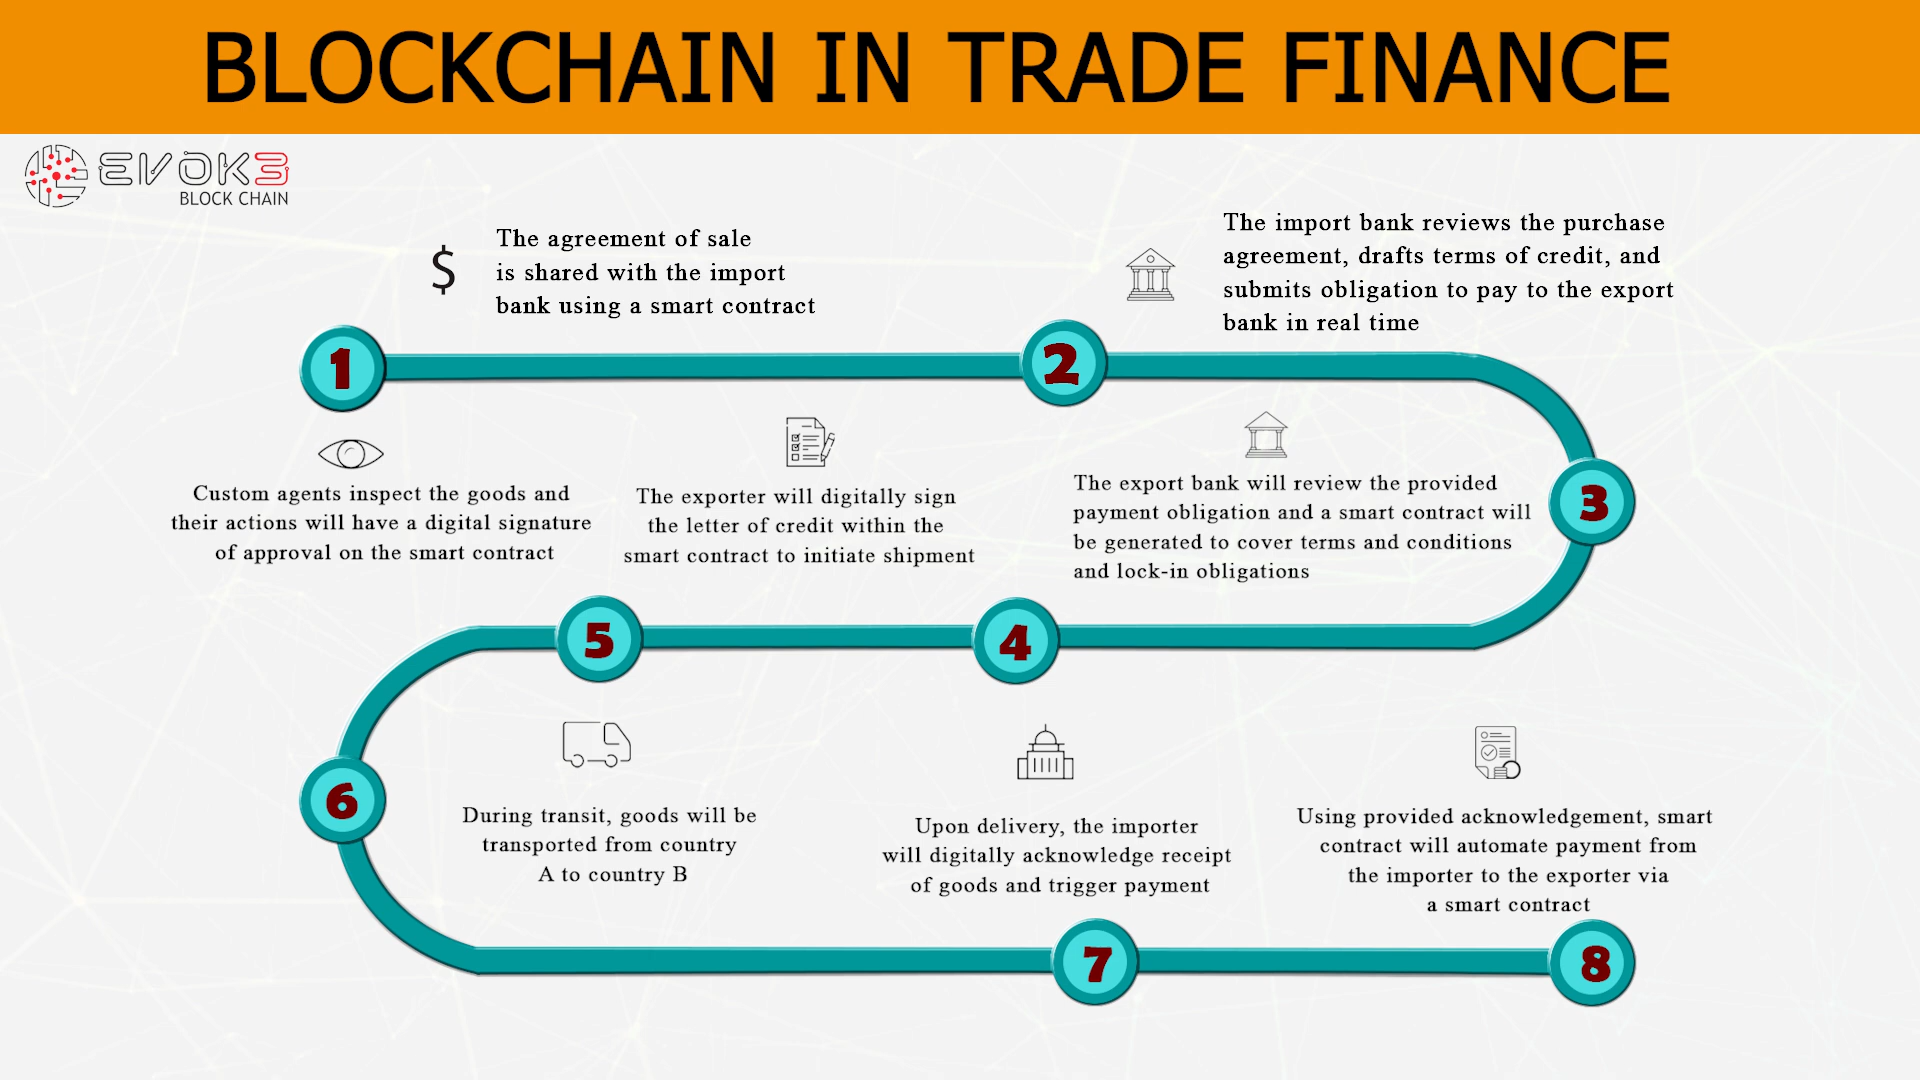 BLOCKCHAIN IN TRADE FINANCE
EVOK3
BLOCK CHAIN
$
The agreement of sale
is shared with the import
bank using a smart contract
The import bank reviews the purchase
agreement, drafts terms of credit, and
submits obligation to pay to the export
bank in real time
1
2
The export bank will review the provided
payment obligation and a smart contract will
be generated to cover terms and conditions
and lock-in obligations
3
The exporter will digitally sign
the letter of credit within the
smart contract to initiate shipment
4
Custom agents inspect the goods and
their actions will have a digital signature
of approval on the smart contract
5
6
During transit, goods will be
transported from country
A to country B
Upon delivery, the importer
will digitally acknowledge receipt
of goods and trigger payment
7
Using provided acknowledgement, smart
contract will automate payment from
the importer to the exporter via
a smart contract
8